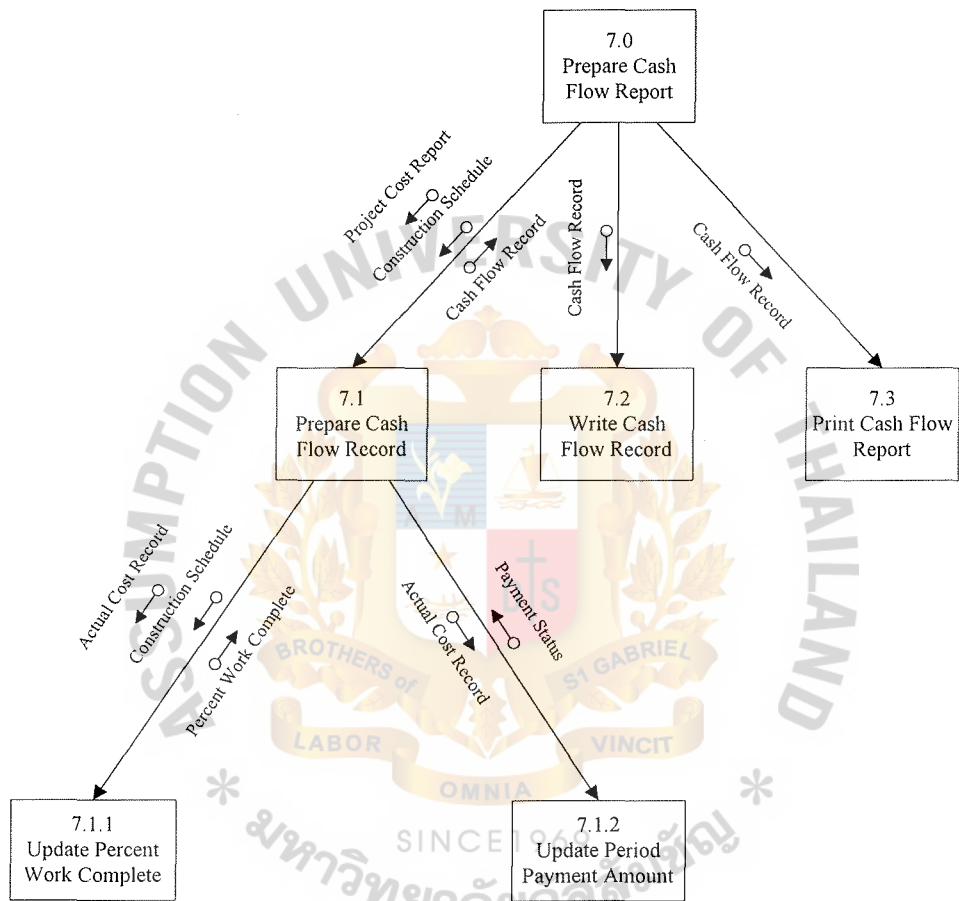 7.0
Prepare Cash
Flow Report
Project Cost Report
Construction Schedule
Cash Flow Record
Cash Flow Record
Cash Flow Record
7.1
Prepare Cash
Flow Record
7.2
Write Cash
Flow Record
7.3
Print Cash Flow
Report
Actual Cost Record
Construction Schedule
Percent Work Complete
Actual Cost Record
Payment Status
7.1.1
Update Percent
Work Complete
7.1.2
Update Period
Payment Amount
ASSUMPTION UNIVERSITY OF THAILAND
M
DS
BROTHERS of
S1 GABRIEL
LABOR
VINCIT
OMNIA
SINCE1969
* *